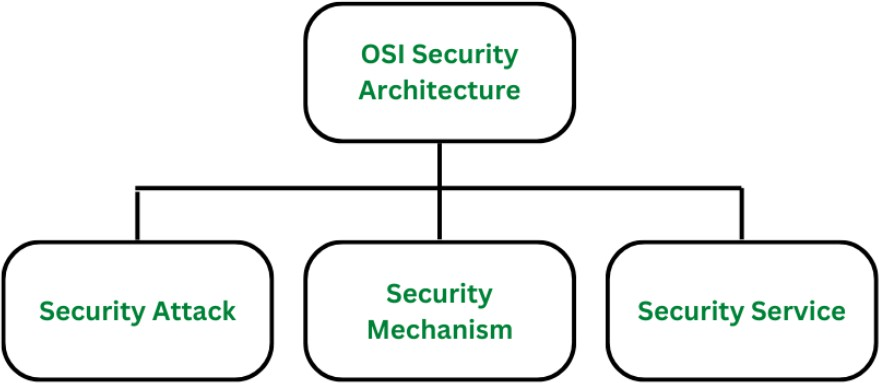 OSI Security
Architecture
Security Attack
Security
Mechanism
Security Service